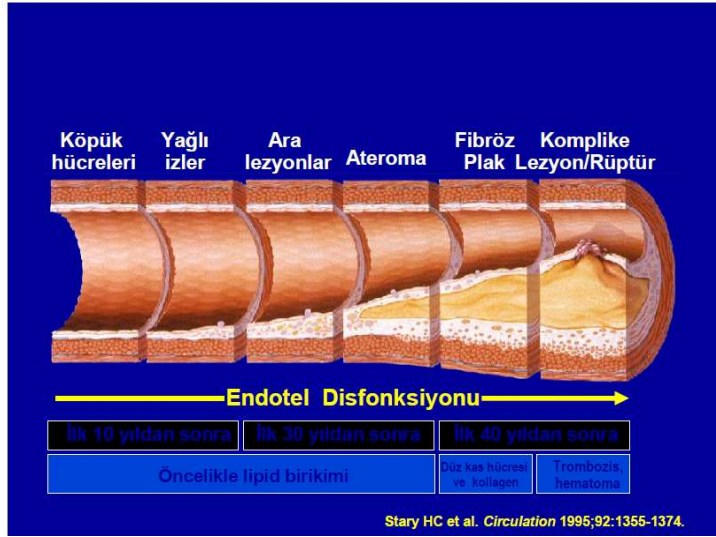 Köpük hücreleri
Yağlı izler
Ara lezyonlar
Ateroma
Fibröz Plak
Komplike Lezyon/Rüptür
Endotel Disfonksiyonu
İlk 10 yıldan sonra
İlk 30 yıldan sonra
İlk 40 yıldan sonra
Öncelikle lipid birikimi
Düz kas hücresi
ve kollagen
Trombozis,
hematoma
Stary HC et al. Circulation 1995;92:1355-1374.